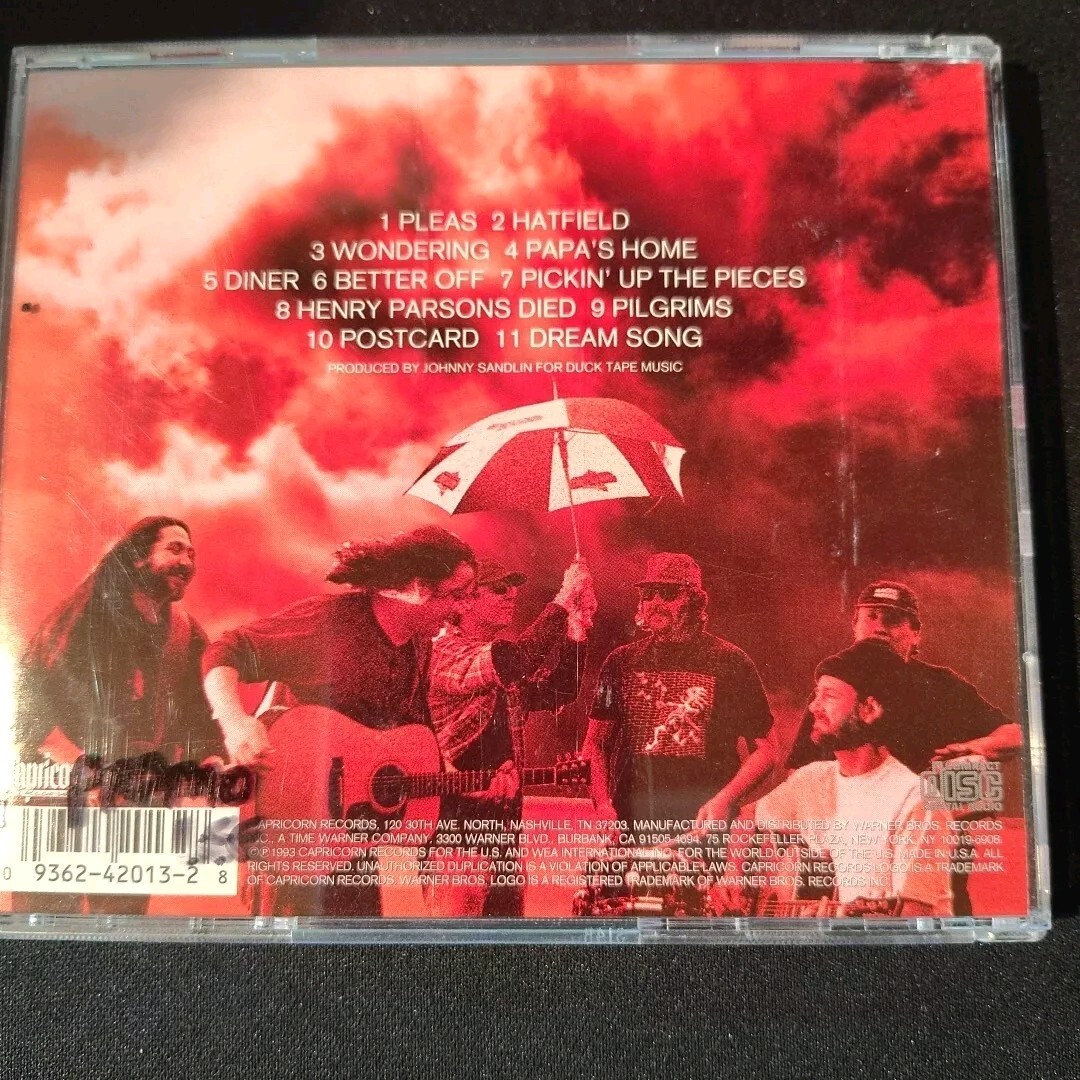 1 PLEAS 2 HATFIELD
3 WONDERING 4 PAPA'S HOME
5 DINER 6 BETTER OFF 7 PICKIN' UP THE PIECES
8 HENRY PARSONS DIED 9 PILGRIMS
10 POSTCARD 11 DREAM SONG
PRODUCED BY JOHNNY SANDLIN FOR DUCK TAPE MUSIC
COMPACT
DISC
DIGITAL AUDIO
CAPRICORN RECORDS, 120 30TH AVE. NORTH, NASHVILLE, TN 37203. MANUFACTURED AND DISTRIBUTED BY WARNER BROS. RECORDS
INC., A TIME WARNER COMPANY. 3300 WARNER BLVD., BURBANK, CA 91505-4694. 75 ROCKEFELLER PLAZA, NEW YORK, NY 10019-6908.
© ℗ 1993 CAPRICORN RECORDS FOR THE U.S. AND WEA INTERNATIONAL INC. FOR THE WORLD OUTSIDE OF THE U.S. MADE IN U.S.A. ALL
RIGHTS RESERVED. UNAUTHORIZED DUPLICATION IS A VIOLATION OF APPLICABLE LAWS. CAPRICORN RECORDS LOGO IS A TRADEMARK
OF CAPRICORN RECORDS. WARNER BROS. LOGO IS A REGISTERED TRADEMARK OF WARNER BROS. RECORDS INC.
0 9362-42013-2 8